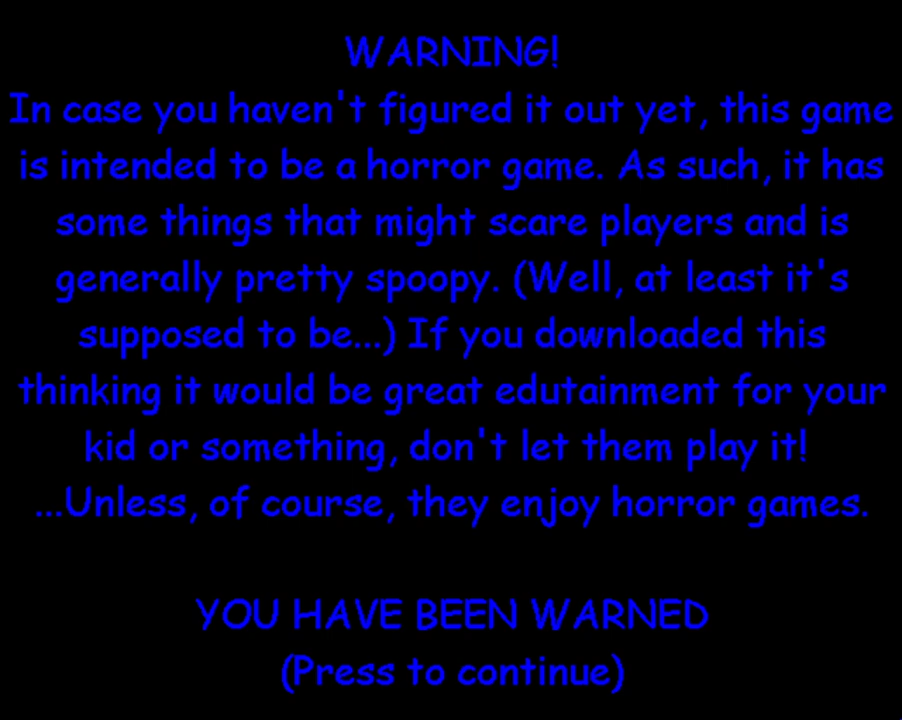 WARNING!
In case you haven't figured it out yet, this game
is intended to be a horror game. As such, it has
some things that might scare players and is
generally pretty spoopy. (Well, at least it's
supposed to be...) If you downloaded this
thinking it would be great edutainment for your
kid or something, don't let them play it!
...Unless, of course, they enjoy horror games.
YOU HAVE BEEN WARNED
(Press to continue)